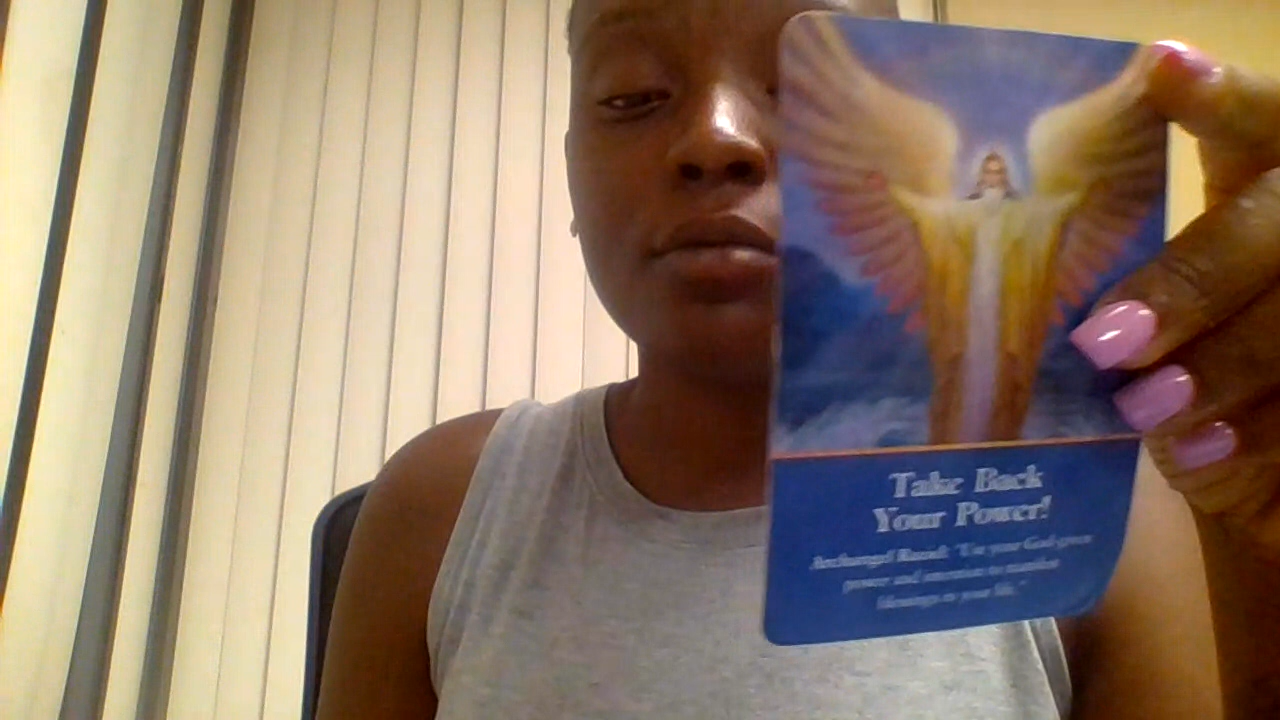 Take Back
Your Power!
Archangel Raziel: "Use your God-given
power and intention to manifest
blessings in your life."